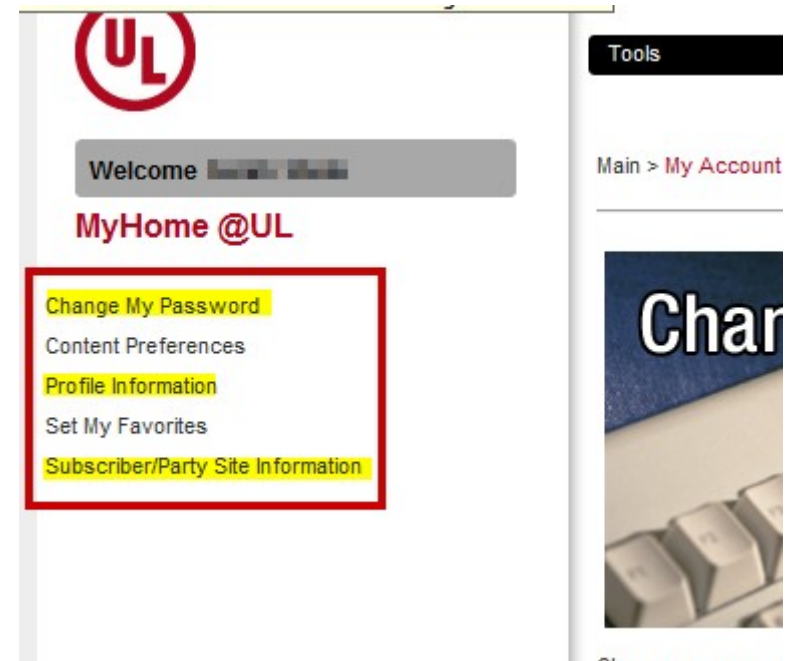 UL
Welcome
MyHome @UL
Change My Password
Content Preferences
Profile Information
Set My Favorites
Subscriber/Party Site Information
Tools
Main > My Account